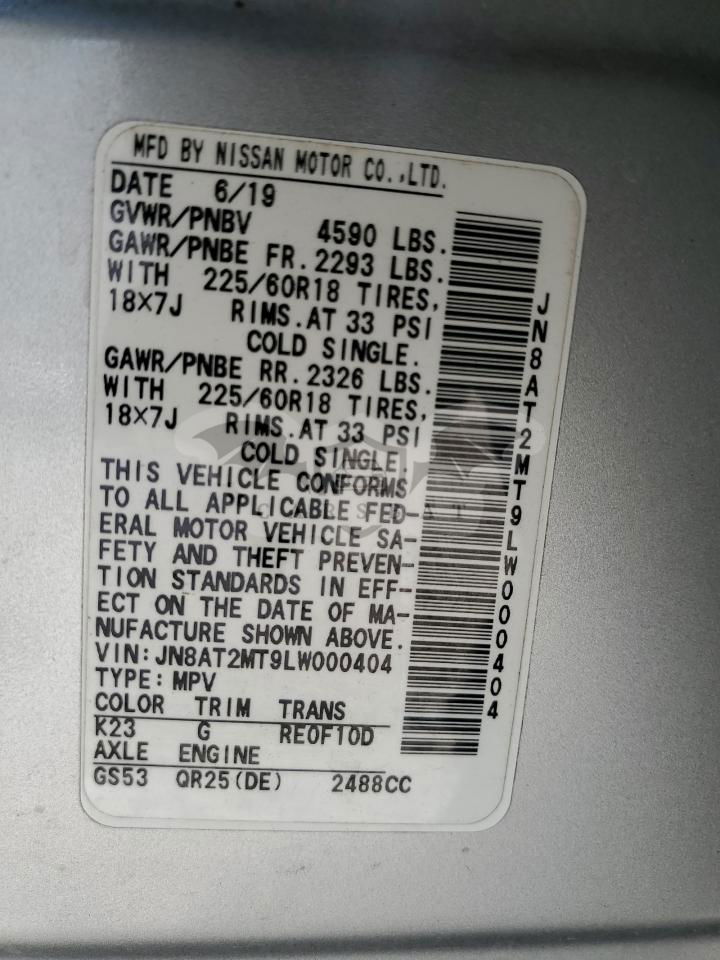 MFD BY NISSAN MOTOR CO.,LTD.
DATE 6/19
GVWR/PNBV 4590 LBS.
GAWR/PNBE FR. 2293 LBS.
WITH 225/60R18 TIRES,
18X7J RIMS.AT 33 PSI
COLD SINGLE.
GAWR/PNBE RR. 2326 LBS.
WITH 225/60R18 TIRES,
18X7J RIMS.AT 33 PSI
COLD SINGLE.
THIS VEHICLE CONFORMS
TO ALL APPLICABLE FED-
ERAL MOTOR VEHICLE SA-
FETY AND THEFT PREVEN-
TION STANDARDS IN EFF-
ECT ON THE DATE OF MA-
NUFACTURE SHOWN ABOVE.
VIN:JN8AT2MT9LW000404
TYPE:MPV
COLOR TRIM TRANS
K23 G RE0F10D
AXLE ENGINE
GS53 QR25(DE) 2488CC
JN8AT2MT9LW000404